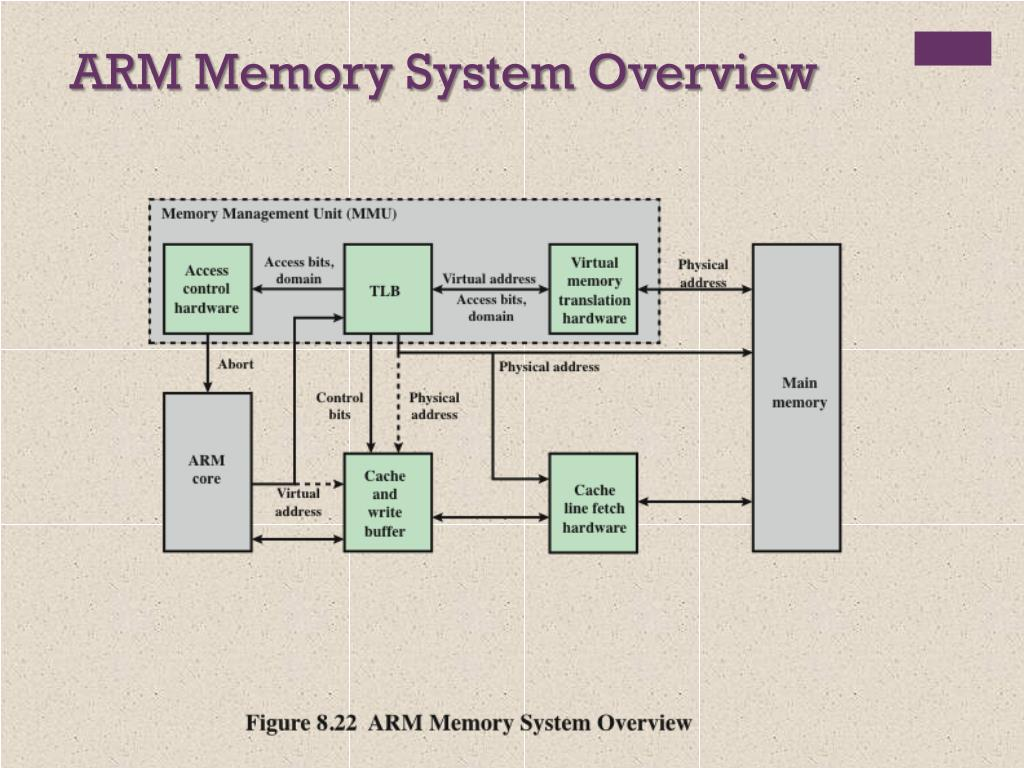 ARM Memory System Overview
Memory Management Unit (MMU)
Access
control
hardware
Access bits,
domain
TLB
Virtual address
Access bits,
domain
Virtual
memory
translation
hardware
Physical
address
Abort
Control
bits
Physical
address
Physical address
Main
memory
ARM
core
Virtual
address
Cache
and
write
buffer
Cache
line fetch
hardware
Figure 8.22 ARM Memory System Overview